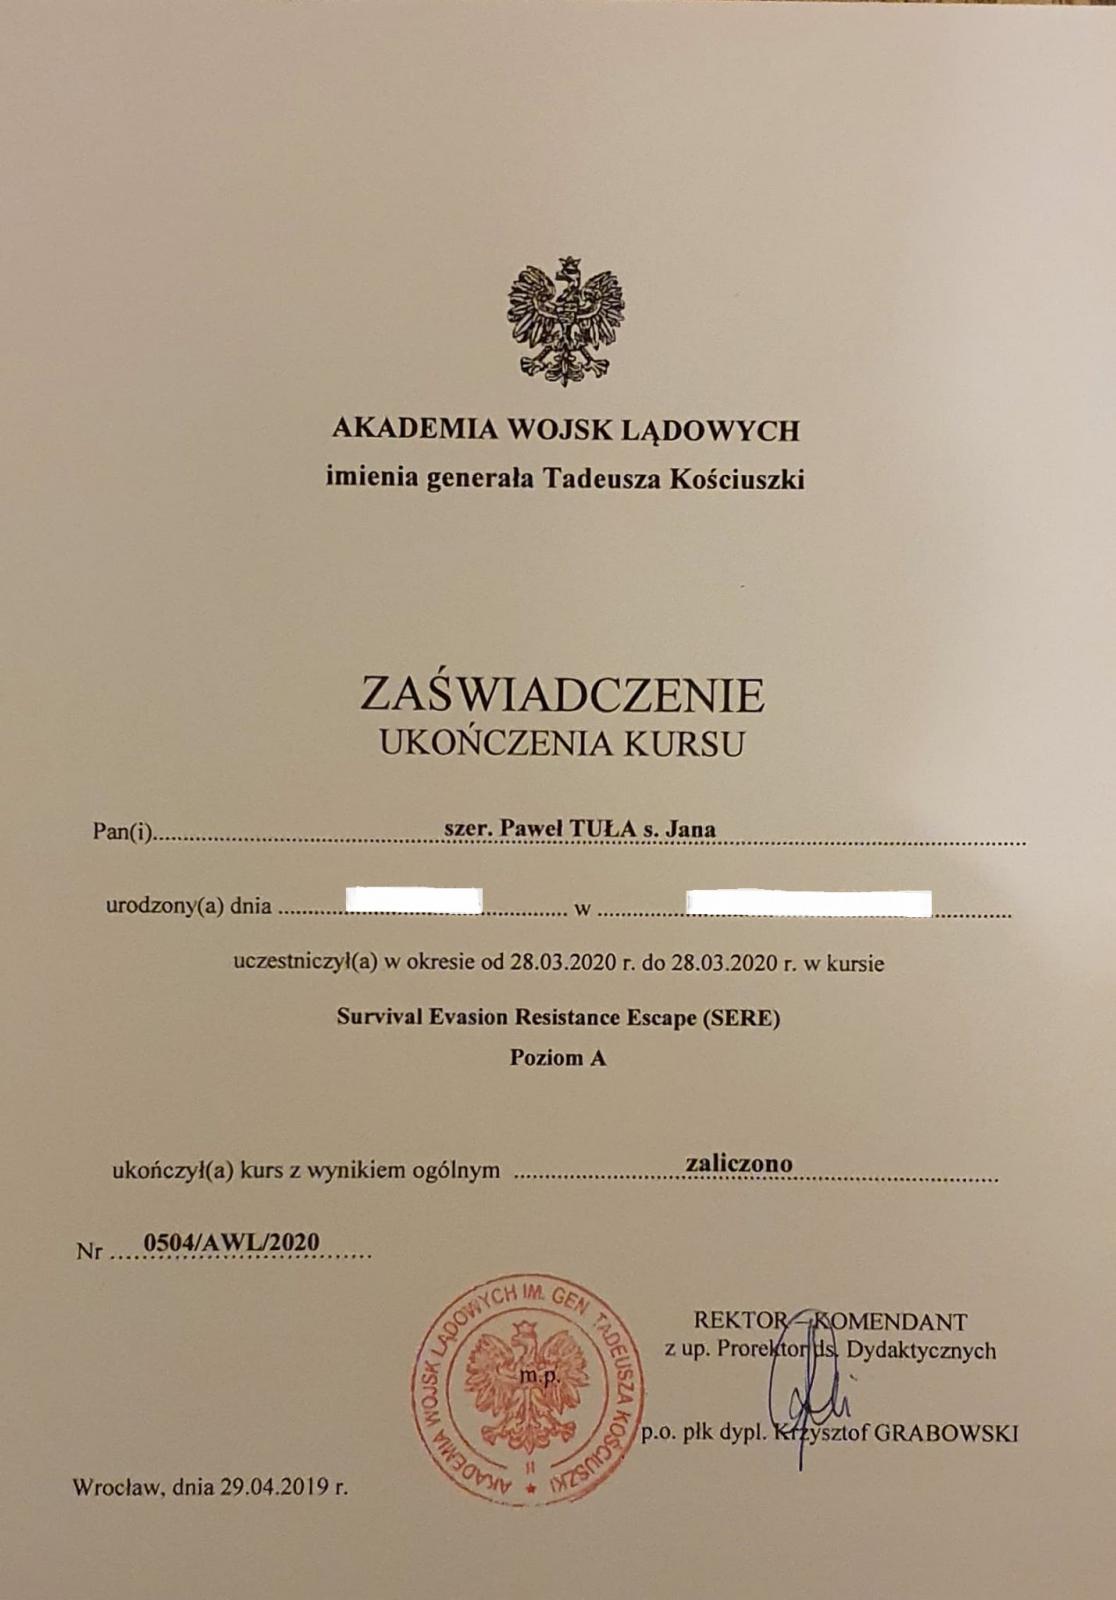 AKADEMIA WOJSK LĄDOWYCH
imienia generała Tadeusza Kościuszki
ZAŚWIADCZENIE
UKOŃCZENIA KURSU
Pan(i)..........szer. Paweł TUŁA s. Jana..........
urodzony(a) dnia .................... w ....................
uczestniczył(a) w okresie od 28.03.2020 r. do 28.03.2020 r. w kursie
Survival Evasion Resistance Escape (SERE)
Poziom A
ukończył(a) kurs z wynikiem ogólnym ..........zaliczono..........
Nr ....0504/AWL/2020.......
AKADEMIA WOJSK LĄDOWYCH IM. GEN. TADEUSZA KOŚCIUSZKI
m.p.
11
REKTOR – KOMENDANT
z up. Prorektor ds. Dydaktycznych
p.o. płk dypl. Krzysztof GRABOWSKI
Wrocław, dnia 29.04.2019 r.